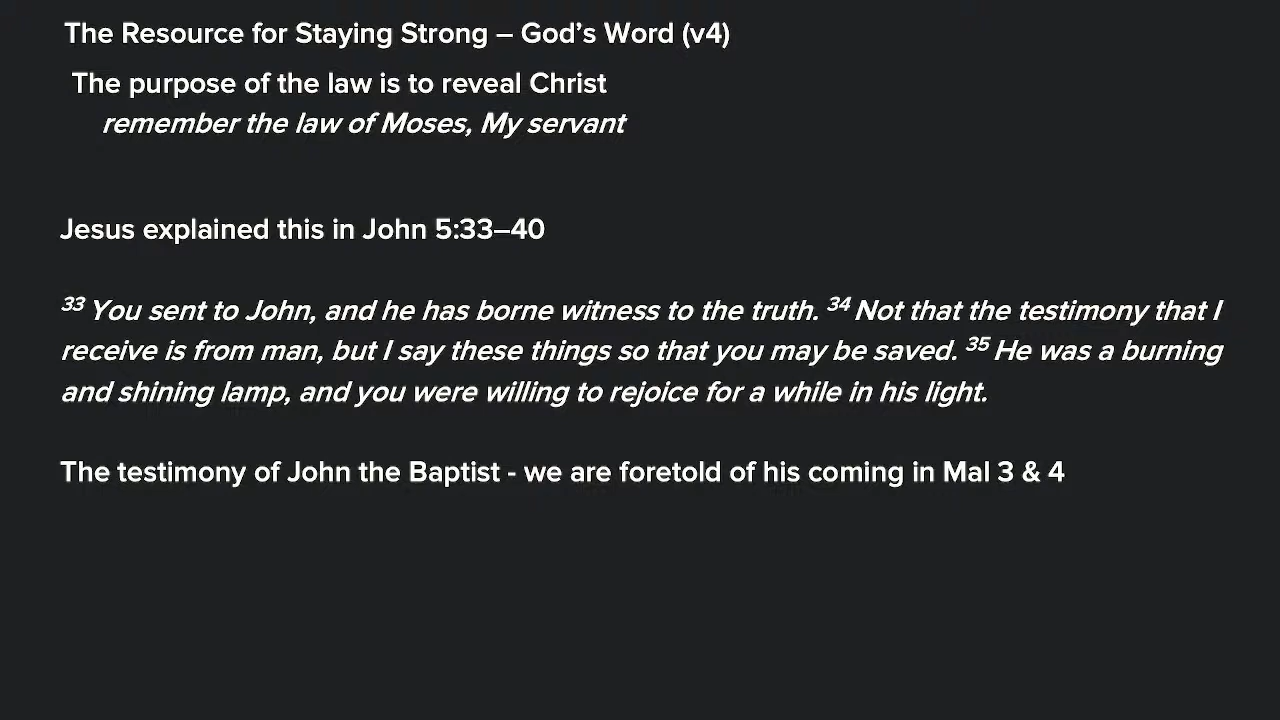 The Resource for Staying Strong – God’s Word (v4)
The purpose of the law is to reveal Christ
remember the law of Moses, My servant
Jesus explained this in John 5:33–40
33 You sent to John, and he has borne witness to the truth. 34 Not that the testimony that I
receive is from man, but I say these things so that you may be saved. 35 He was a burning
and shining lamp, and you were willing to rejoice for a while in his light.
The testimony of John the Baptist - we are foretold of his coming in Mal 3 & 4